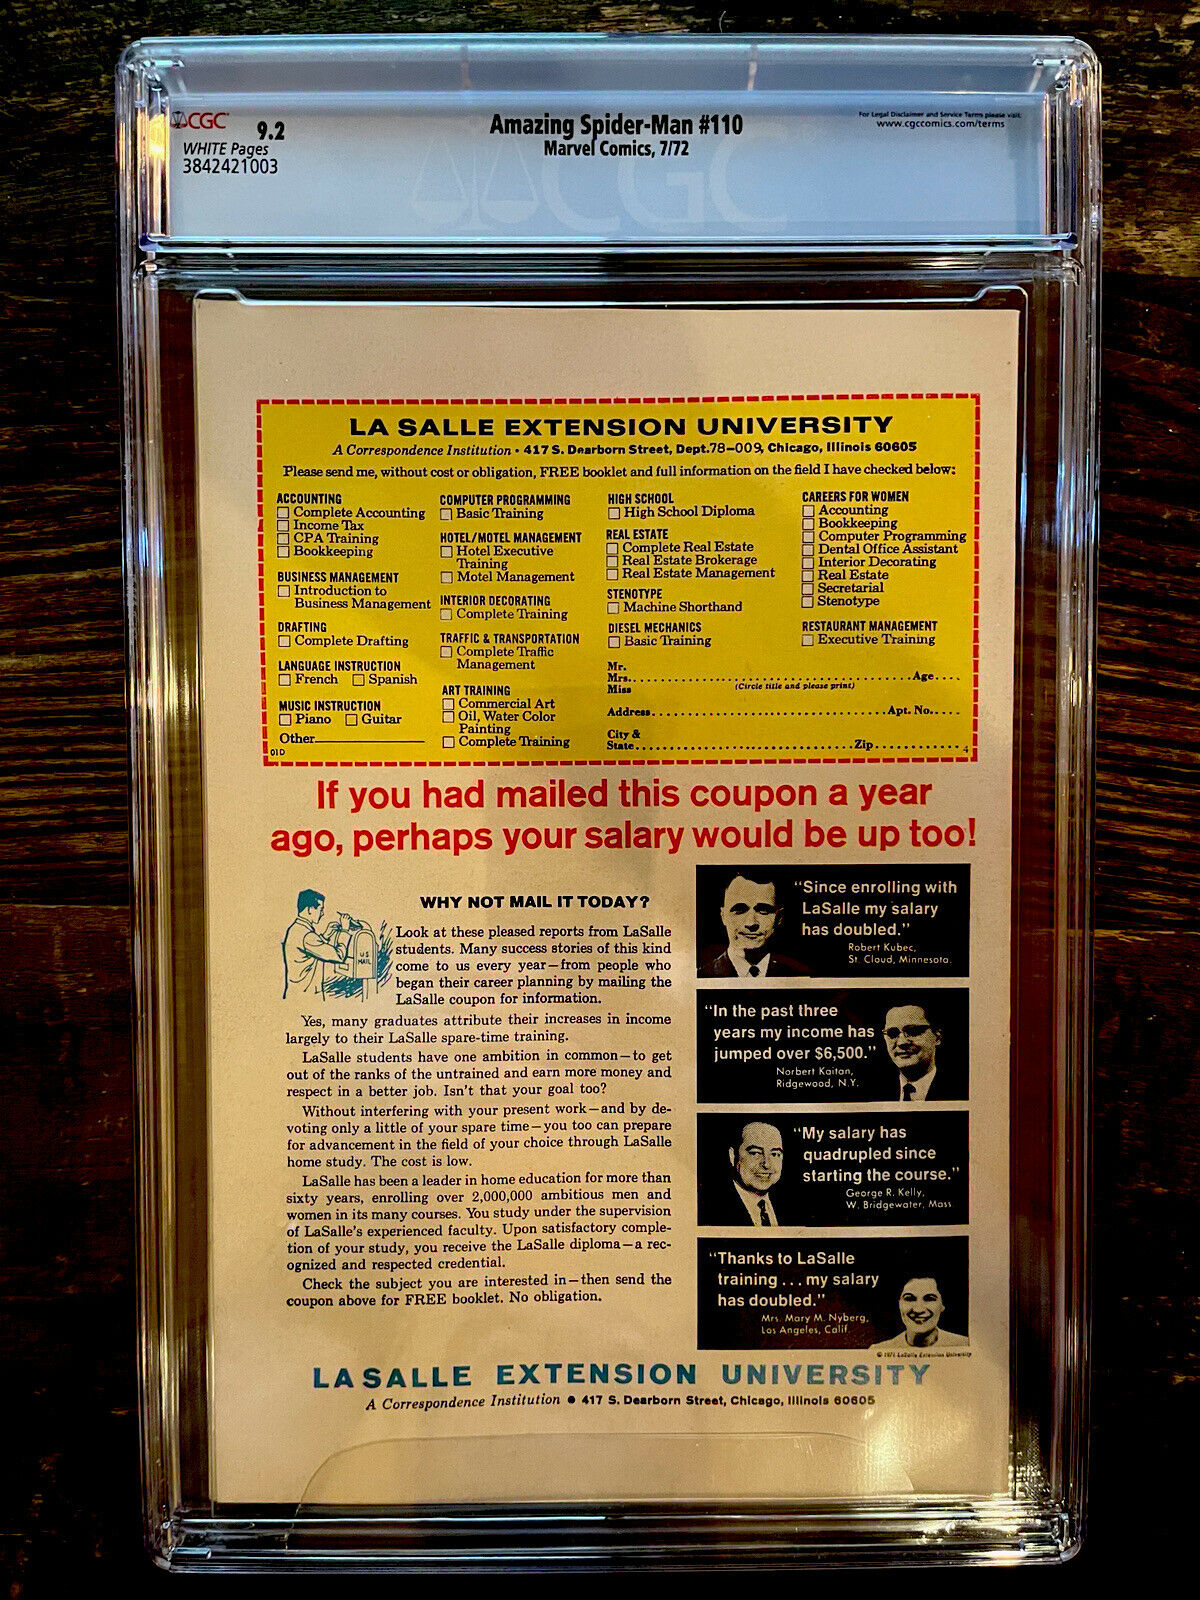 CGC
9.2
WHITE Pages
3842421003
Amazing Spider-Man #110
Marvel Comics, 7/72
For Legal Disclaimer and Service Terms please visit:
www.cgccomics.com/terms
CGC
LA SALLE EXTENSION UNIVERSITY
A Correspondence Institution • 417 S. Dearborn Street, Dept.78-009, Chicago, Illinois 60605
Please send me, without cost or obligation, FREE booklet and full information on the field I have checked below:
ACCOUNTING
Complete Accounting
Income Tax
CPA Training
Bookkeeping
BUSINESS MANAGEMENT
Introduction to
Business Management
DRAFTING
Complete Drafting
LANGUAGE INSTRUCTION
French Spanish
MUSIC INSTRUCTION
Piano Guitar
Other
01D
COMPUTER PROGRAMMING
Basic Training
HOTEL/MOTEL MANAGEMENT
Hotel Executive
Training
Motel Management
INTERIOR DECORATING
Complete Training
TRAFFIC & TRANSPORTATION
Complete Traffic
Management
ART TRAINING
Commercial Art
Oil, Water Color
Painting
Complete Training
HIGH SCHOOL
High School Diploma
REAL ESTATE
Complete Real Estate
Real Estate Brokerage
Real Estate Management
STENOTYPE
Machine Shorthand
DIESEL MECHANICS
Basic Training
CAREERS FOR WOMEN
Accounting
Bookkeeping
Computer Programming
Dental Office Assistant
Interior Decorating
Real Estate
Secretarial
Stenotype
RESTAURANT MANAGEMENT
Executive Training
Mr.
Mrs. Age
Miss (Circle title and please print)
Address Apt. No.
City &
State Zip 4
If you had mailed this coupon a year
ago, perhaps your salary would be up too!
US
MAIL
WHY NOT MAIL IT TODAY?
Look at these pleased reports from LaSalle
students. Many success stories of this kind
come to us every year—from people who
began their career planning by mailing the
LaSalle coupon for information.
Yes, many graduates attribute their increases in income
largely to their LaSalle spare-time training.
LaSalle students have one ambition in common—to get
out of the ranks of the untrained and earn more money and
respect in a better job. Isn't that your goal too?
Without interfering with your present work—and by de-
voting only a little of your spare time—you too can prepare
for advancement in the field of your choice through LaSalle
home study. The cost is low.
LaSalle has been a leader in home education for more than
sixty years, enrolling over 2,000,000 ambitious men and
women in its many courses. You study under the supervision
of LaSalle's experienced faculty. Upon satisfactory comple-
tion of your study, you receive the LaSalle diploma—a rec-
ognized and respected credential.
Check the subject you are interested in—then send the
coupon above for FREE booklet. No obligation.
"Since enrolling with
LaSalle my salary
has doubled."
Robert Kubec,
St. Cloud, Minnesota.
"In the past three
years my income has
jumped over $6,500."
Norbert Kaitan,
Ridgewood, N.Y.
"My salary has
quadrupled since
starting the course."
George R. Kelly,
W. Bridgewater, Mass.
"Thanks to LaSalle
training . . . my salary
has doubled."
Mrs. Mary M. Nyberg,
Los Angeles, Calif.
© 1971 LaSalle Extension University
LASALLE EXTENSION UNIVERSITY
A Correspondence Institution • 417 S. Dearborn Street, Chicago, Illinois 60605